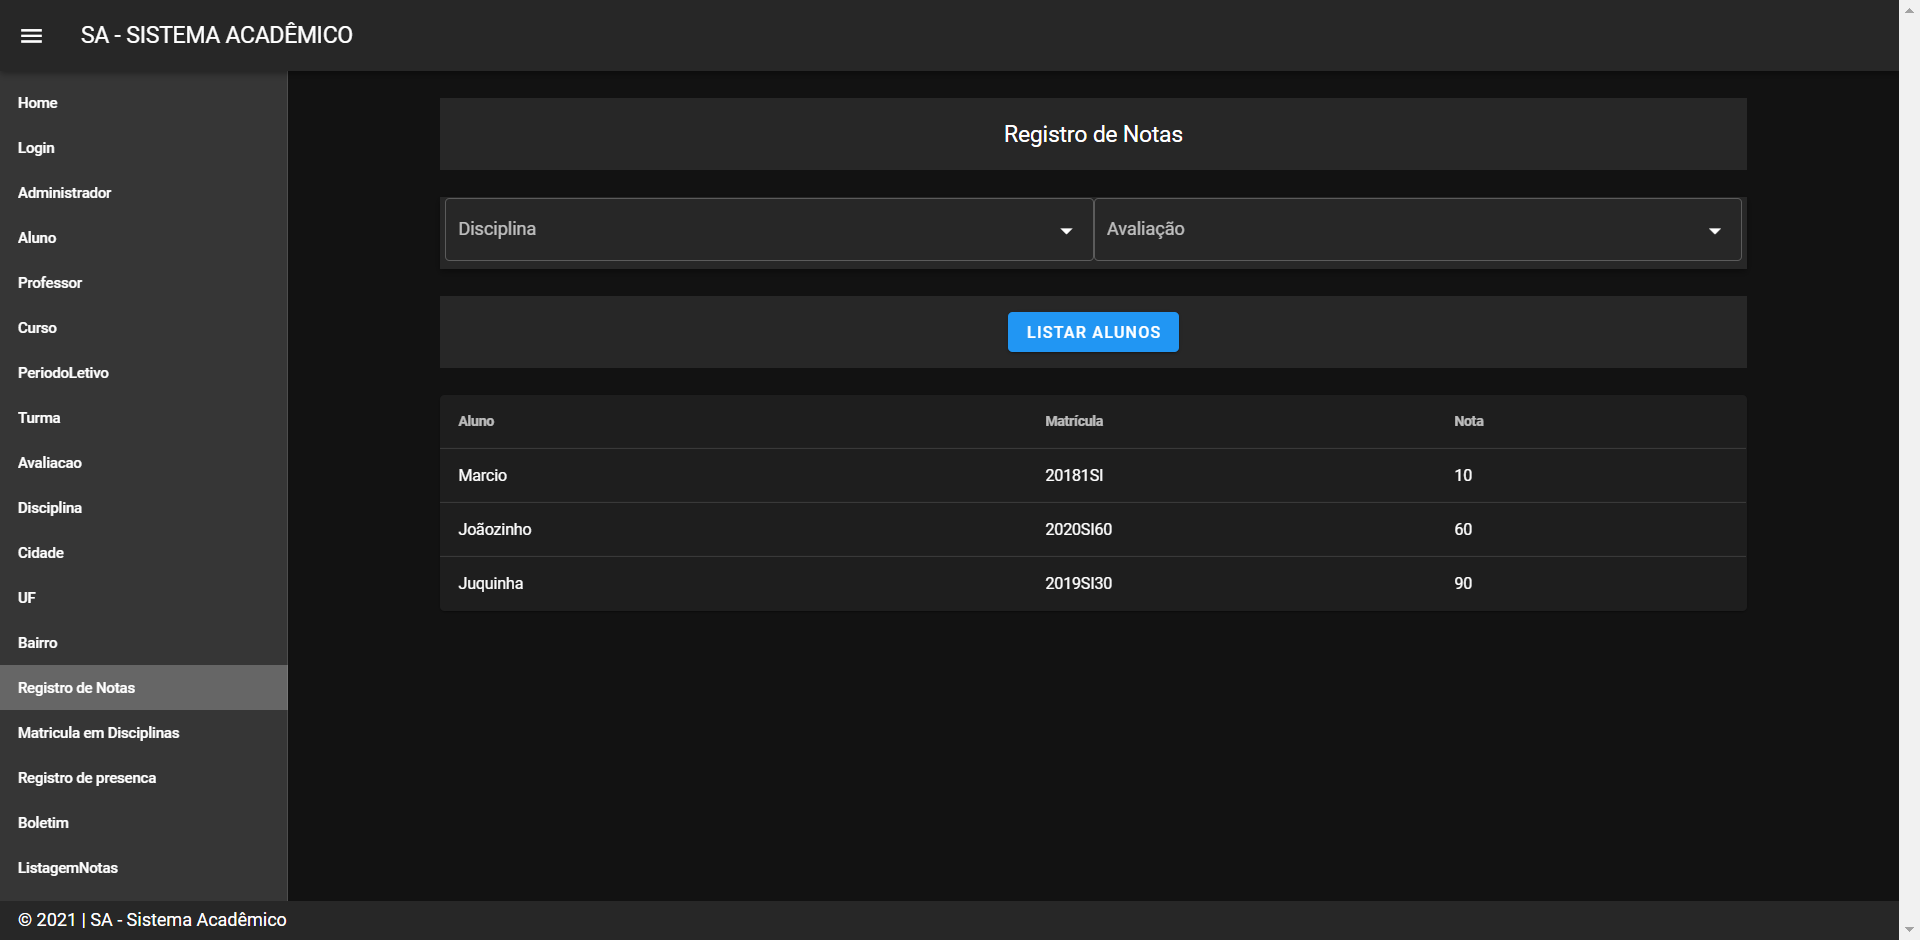 SA - SISTEMA ACADÊMICO
Home
Login
Administrador
Aluno
Professor
Curso
PeriodoLetivo
Turma
Avaliacao
Disciplina
Cidade
UF
Bairro
Registro de Notas
Matricula em Disciplinas
Registro de presenca
Boletim
ListagemNotas
Registro de Notas
Disciplina Avaliação
LISTAR ALUNOS
Aluno Matrícula Nota
Marcio 20181SI 10
Joãozinho 2020SI60 60
Juquinha 2019SI30 90
© 2021 | SA - Sistema Acadêmico